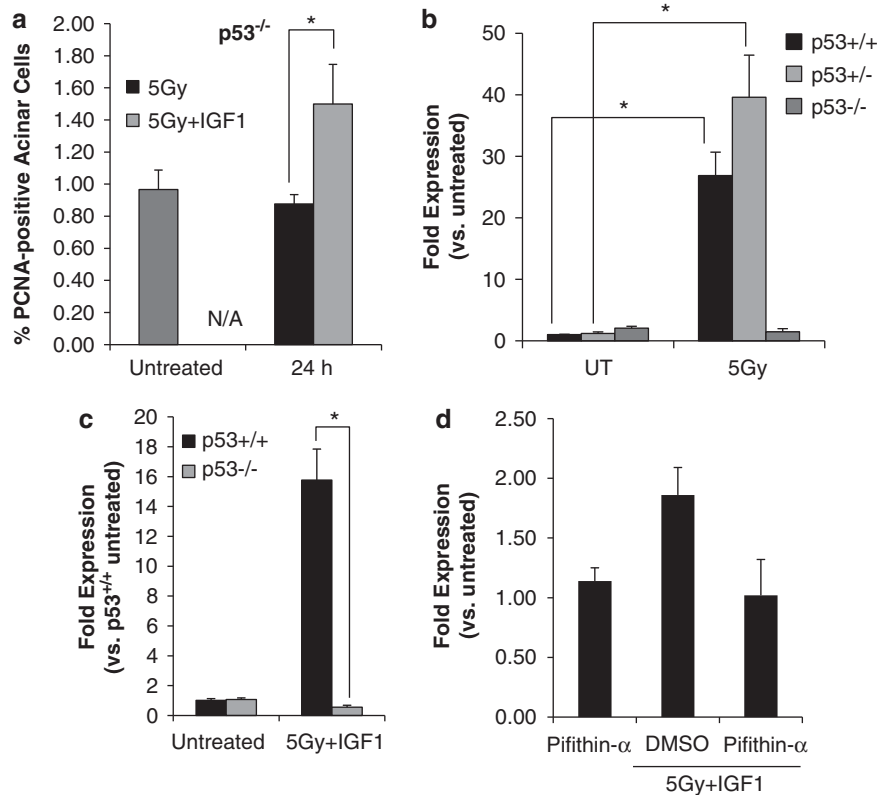 a
% PCNA-positive Acinar Cells
2.00
1.80
1.60
1.40
1.20
1.00
0.80
0.60
0.40
0.20
0.00
p53-/-
*
5Gy
5Gy+IGF1
N/A
Untreated
24 h
b
Fold Expression
(vs. untreated)
50
40
30
20
10
0
*
*
p53+/+
p53+/-
p53-/-
UT
5Gy
c
Fold Expression
(vs. p53+/+ untreated)
20
18
16
14
12
10
8
6
4
2
0
p53+/+
p53-/-
*
Untreated
5Gy+IGF1
d
Fold Expression
(vs. untreated)
2.50
2.00
1.50
1.00
0.50
0.00
Pifithin-α
DMSO
Pifithin-α
5Gy+IGF1